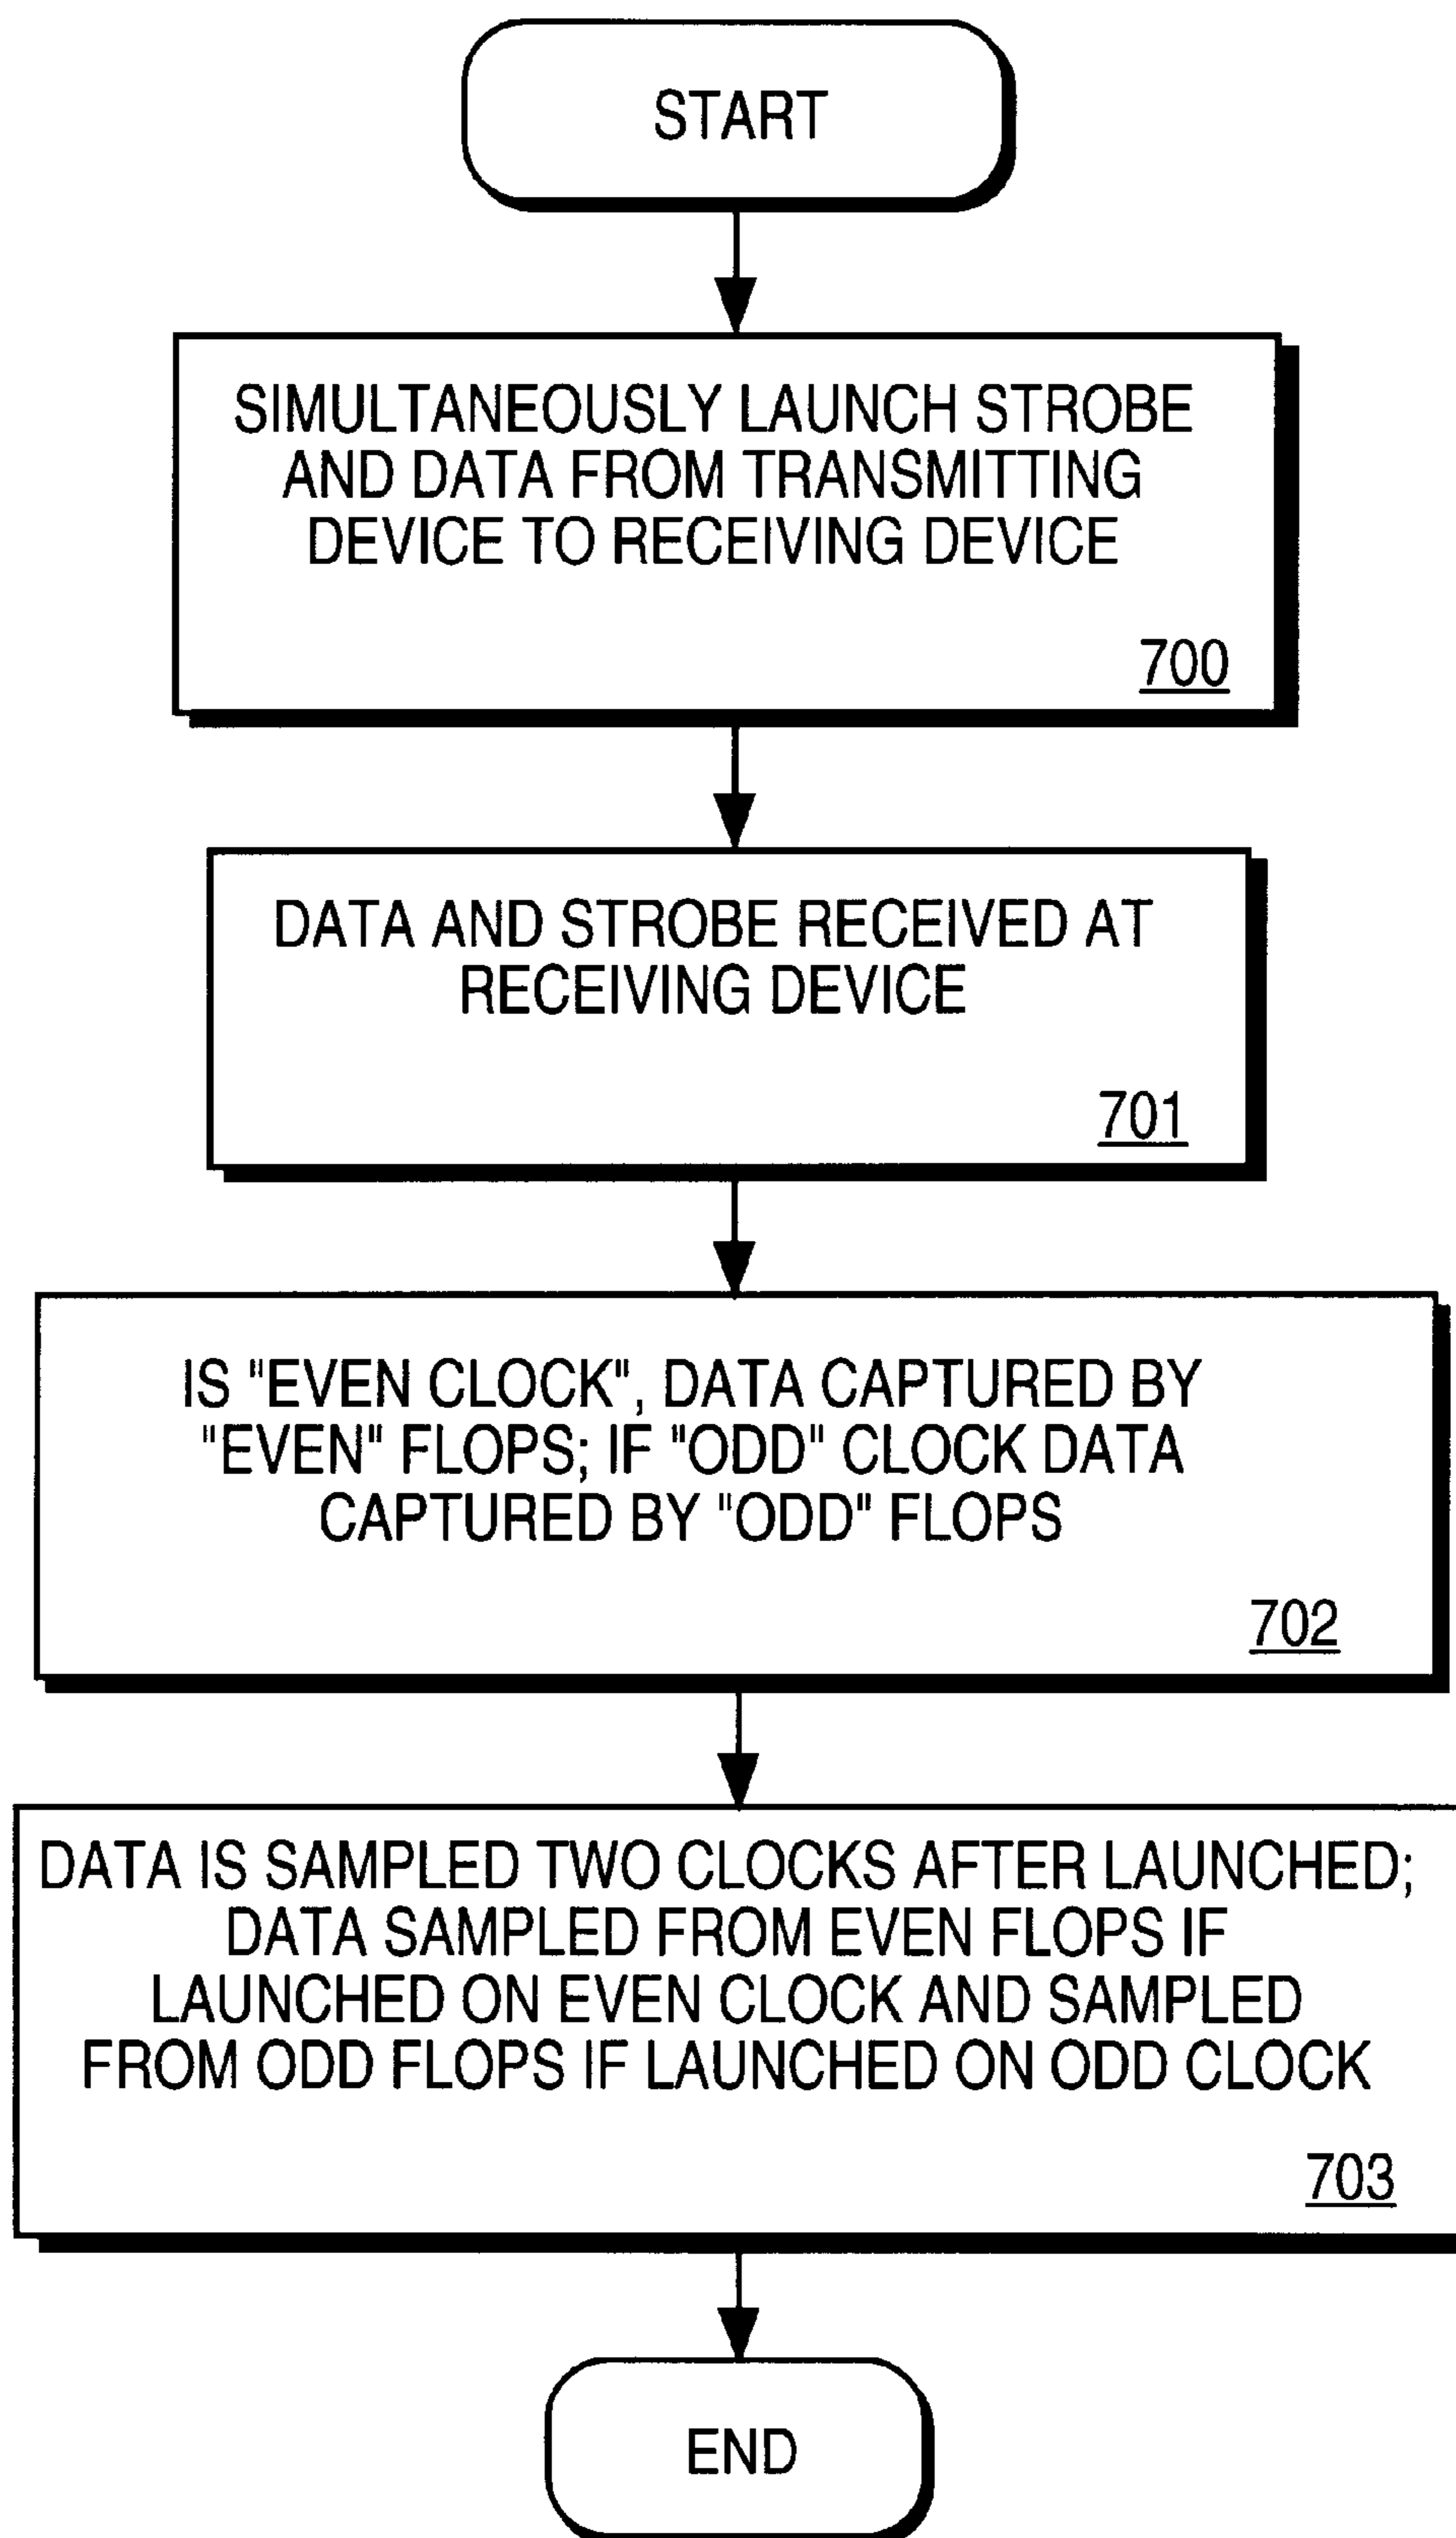 START
SIMULTANEOUSLY LAUNCH STROBE
AND DATA FROM TRANSMITTING
DEVICE TO RECEIVING DEVICE
700
DATA AND STROBE RECEIVED AT
RECEIVING DEVICE
701
IS "EVEN CLOCK", DATA CAPTURED BY
"EVEN" FLOPS; IF "ODD" CLOCK DATA
CAPTURED BY "ODD" FLOPS
702
DATA IS SAMPLED TWO CLOCKS AFTER LAUNCHED;
DATA SAMPLED FROM EVEN FLOPS IF
LAUNCHED ON EVEN CLOCK AND SAMPLED
FROM ODD FLOPS IF LAUNCHED ON ODD CLOCK
703
END